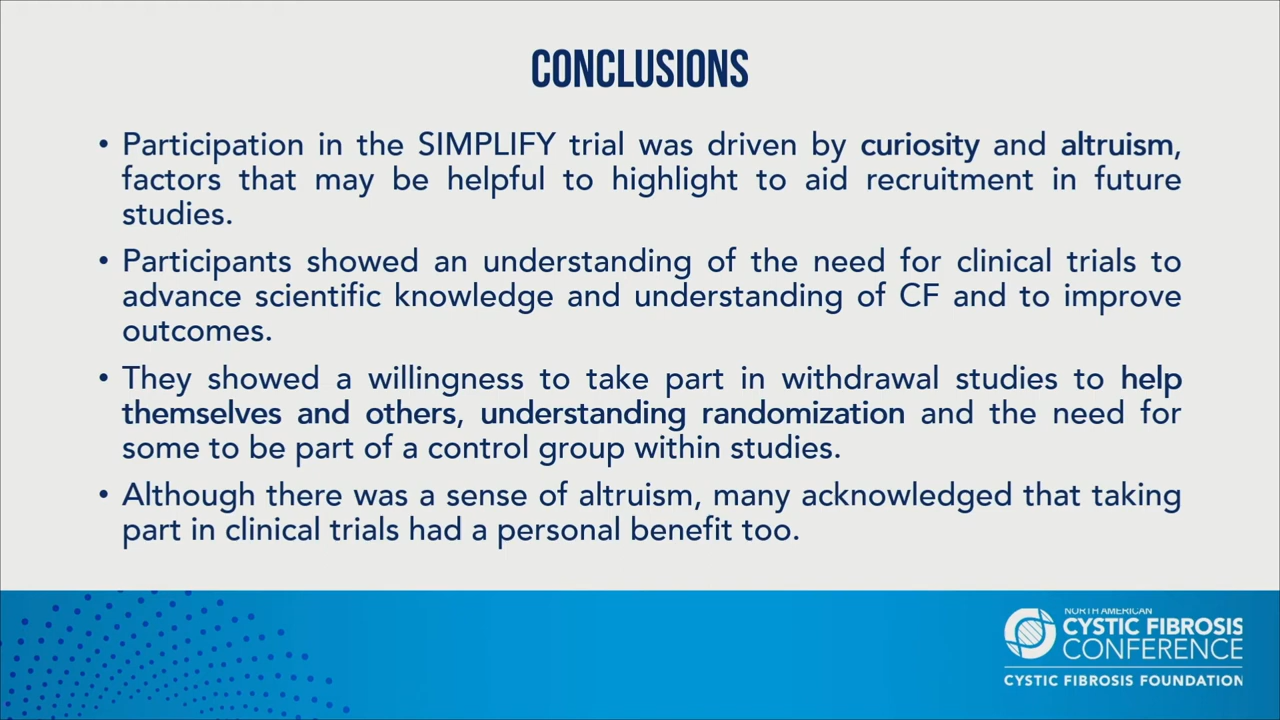 CONCLUSIONS
• Participation in the SIMPLIFY trial was driven by curiosity and altruism,
factors that may be helpful to highlight to aid recruitment in future
studies.
• Participants showed an understanding of the need for clinical trials to
advance scientific knowledge and understanding of CF and to improve
outcomes.
• They showed a willingness to take part in withdrawal studies to help
themselves and others, understanding randomization and the need for
some to be part of a control group within studies.
• Although there was a sense of altruism, many acknowledged that taking
part in clinical trials had a personal benefit too.
NORTH AMERICAN
CYSTIC FIBROSIS
CONFERENCE
CYSTIC FIBROSIS FOUNDATION